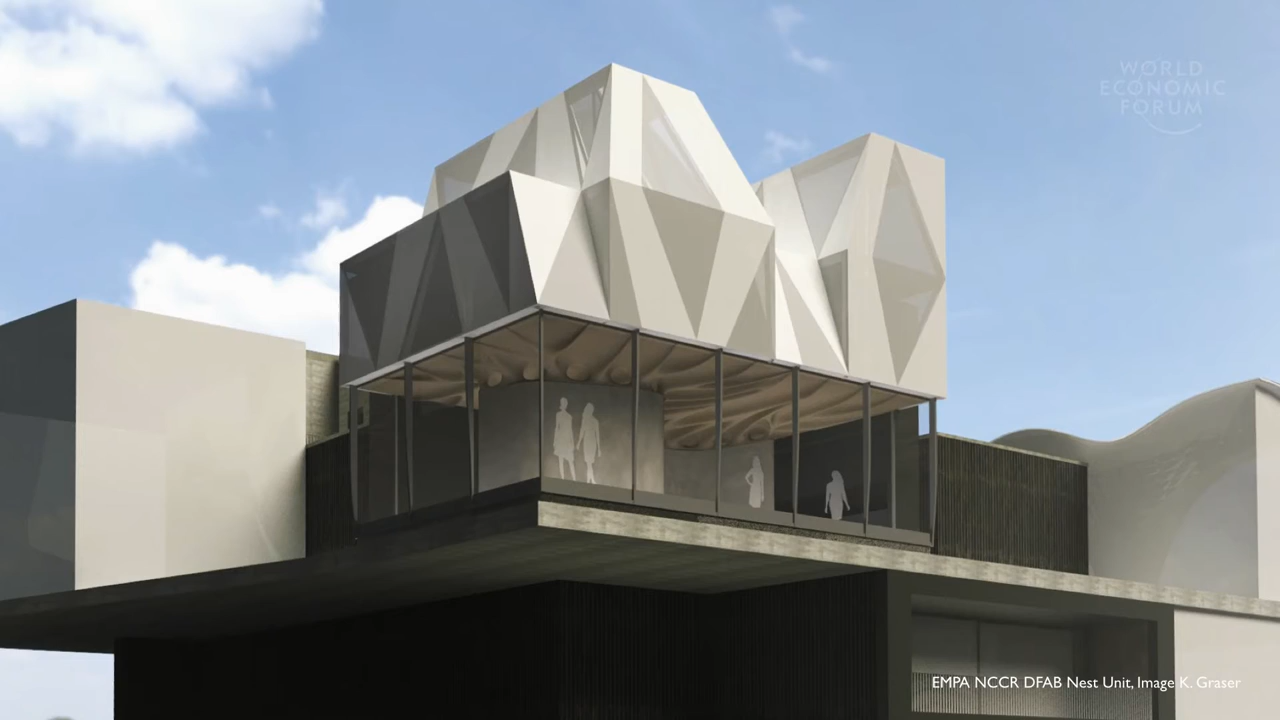 WORLD
ECONOMIC
FORUM
EMPA NCCR DFAB Nest Unit, Image K. Graser